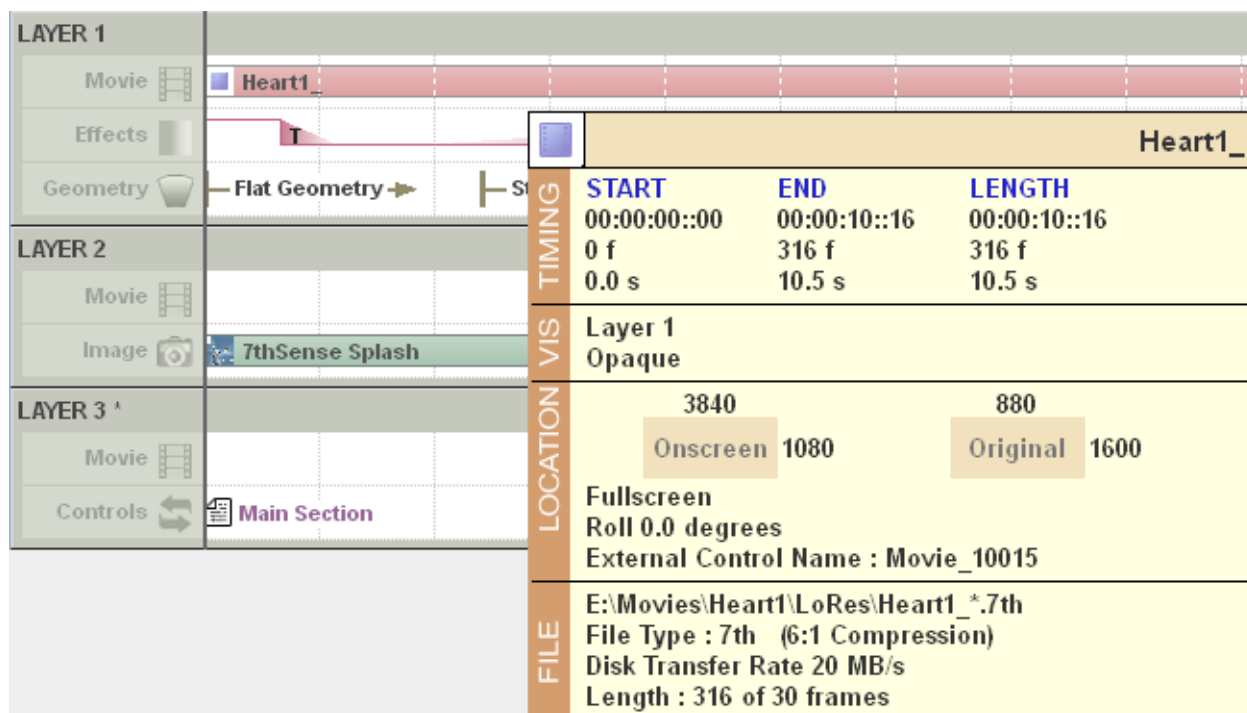 LAYER 1
Movie
Heart1_
Effects
T
Geometry
Flat Geometry
LAYER 2
Movie
Image
7thSense Splash
LAYER 3 *
Movie
Controls
Main Section
Heart1_
TIMING
START END LENGTH
00:00:00::00 00:00:10::16 00:00:10::16
0 f 316 f 316 f
0.0 s 10.5 s 10.5 s
VIS
Layer 1
Opaque
LOCATION
3840 880
Onscreen 1080 Original 1600
Fullscreen
Roll 0.0 degrees
External Control Name : Movie_10015
FILE
E:\Movies\Heart1\LoRes\Heart1_*.7th
File Type : 7th (6:1 Compression)
Disk Transfer Rate 20 MB/s
Length : 316 of 30 frames